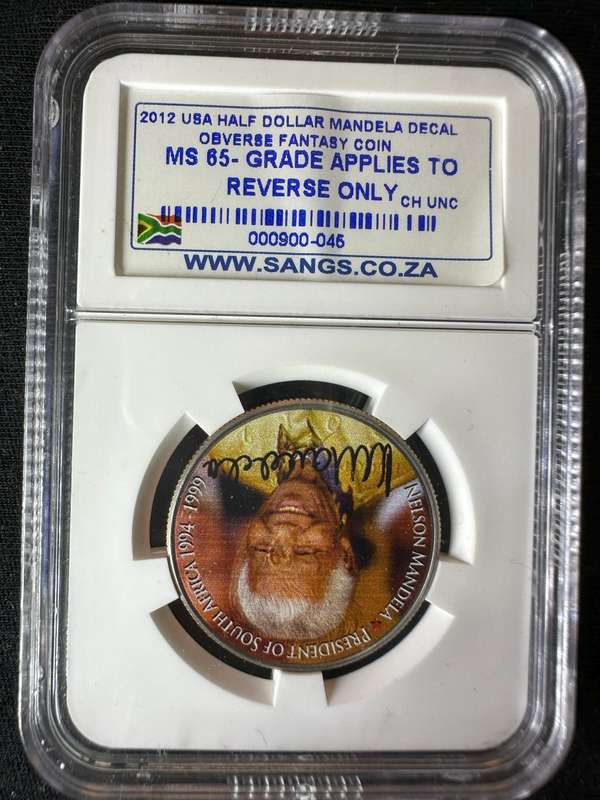 2012 USA HALF DOLLAR MANDELA DECAL
OBVERSE FANTASY COIN
MS 65- GRADE APPLIES TO
REVERSE ONLY CH UNC
000900-046
WWW.SANGS.CO.ZA
NELSON MANDELA - PRESIDENT OF SOUTH AFRICA 1994 - 1999
NMandela